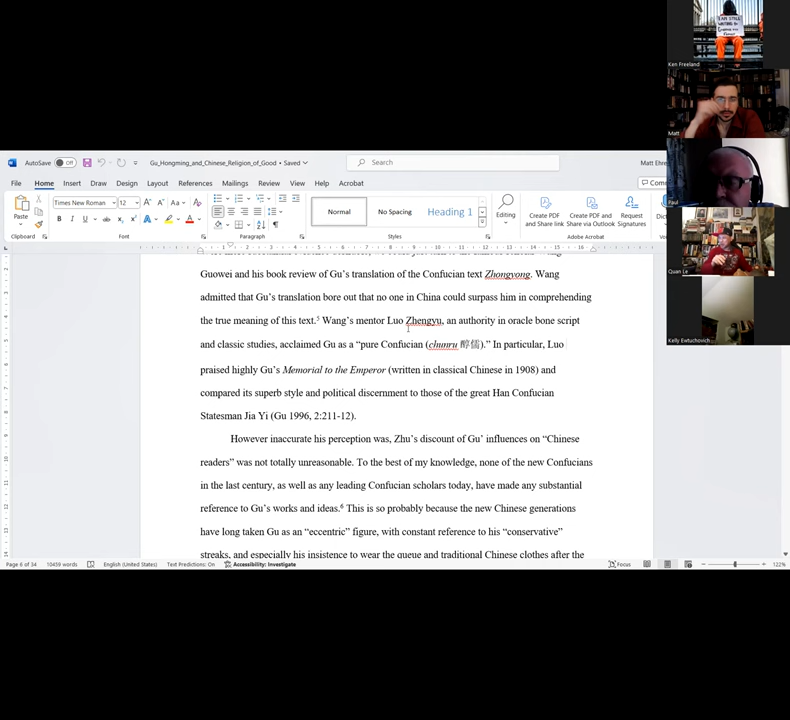 I AM STILL
Ken Freeland
Matt
Paul
Quan Le
Kelly Ewtuchovich
AutoSave Off
Gu_Hongming_and_Chinese_Religion_of_Good • Saved
Search
File Home Insert Draw Design Layout References Mailings Review View Help Acrobat
Paste
Clipboard
Times New Roman 12
Font
Paragraph
Normal
No Spacing
Heading 1
Styles
Editing
Create PDF and Share link
Create PDF and Share via Outlook
Request Signatures
Adobe Acrobat
Guowei and his book review of Gu's translation of the Confucian text Zhongyong. Wang
admitted that Gu's translation bore out that no one in China could surpass him in comprehending
the true meaning of this text.5 Wang's mentor Luo Zhengyu, an authority in oracle bone script
and classic studies, acclaimed Gu as a “pure Confucian (chunru 醇儒).” In particular, Luo
praised highly Gu's Memorial to the Emperor (written in classical Chinese in 1908) and
compared its superb style and political discernment to those of the great Han Confucian
Statesman Jia Yi (Gu 1996, 2:211-12).
However inaccurate his perception was, Zhu's discount of Gu' influences on “Chinese
readers” was not totally unreasonable. To the best of my knowledge, none of the new Confucians
in the last century, as well as any leading Confucian scholars today, have made any substantial
reference to Gu's works and ideas.6 This is so probably because the new Chinese generations
have long taken Gu as an “eccentric” figure, with constant reference to his “conservative”
streaks, and especially his insistence to wear the queue and traditional Chinese clothes after the
Page 6 of 34 10459 words English (United States) Text Predictions: On Accessibility: Investigate Focus 122%